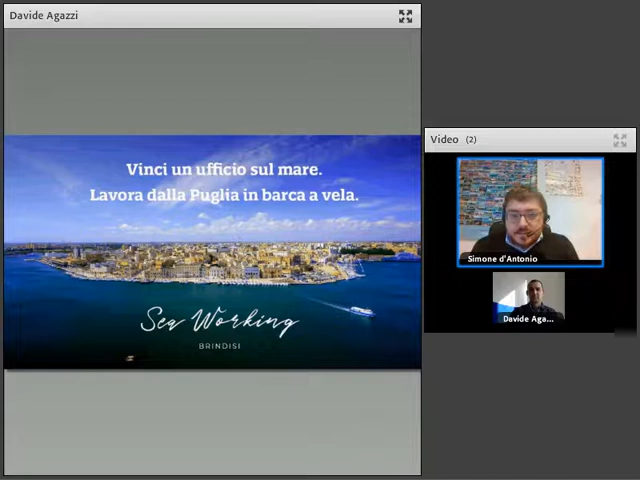 Davide Agazzi
Vinci un ufficio sul mare.
Lavora dalla Puglia in barca a vela.
Sea Working
BRINDISI
Video (2)
Simone d'Antonio
Davide Aga...